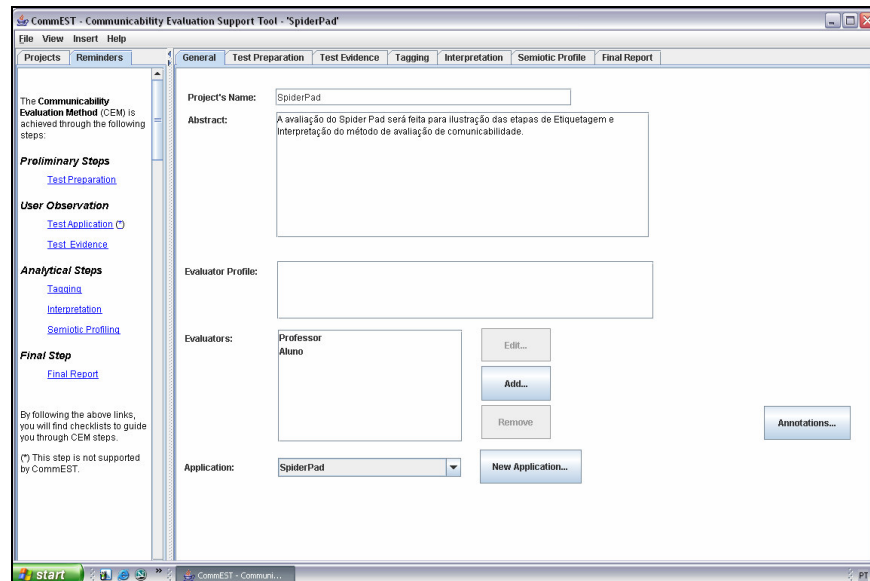 CommEST - Communicability Evaluation Support Tool - 'SpiderPad'
File View Insert Help
Projects Reminders
General Test Preparation Test Evidence Tagging Interpretation Semiotic Profile Final Report
The Communicability
Evaluation Method (CEM) is
achieved through the following
steps:
Preliminary Steps
Test Preparation
User Observation
Test Application (*)
Test Evidence
Analytical Steps
Tagging
Interpretation
Semiotic Profiling
Final Step
Final Report
By following the above links,
you will find checklists to guide
you through CEM steps.
(*) This step is not supported
by CommEST.
Project's Name: SpiderPad
Abstract: A avaliação do Spider Pad será feita para ilustração das etapas de Etiquetagem e
Interpretação do método de avaliação de comunicabilidade.
Evaluator Profile:
Evaluators: Professor
Aluno
Edit...
Add...
Remove
Annotations...
Application: SpiderPad New Application...
start » CommEST - Communi... PT